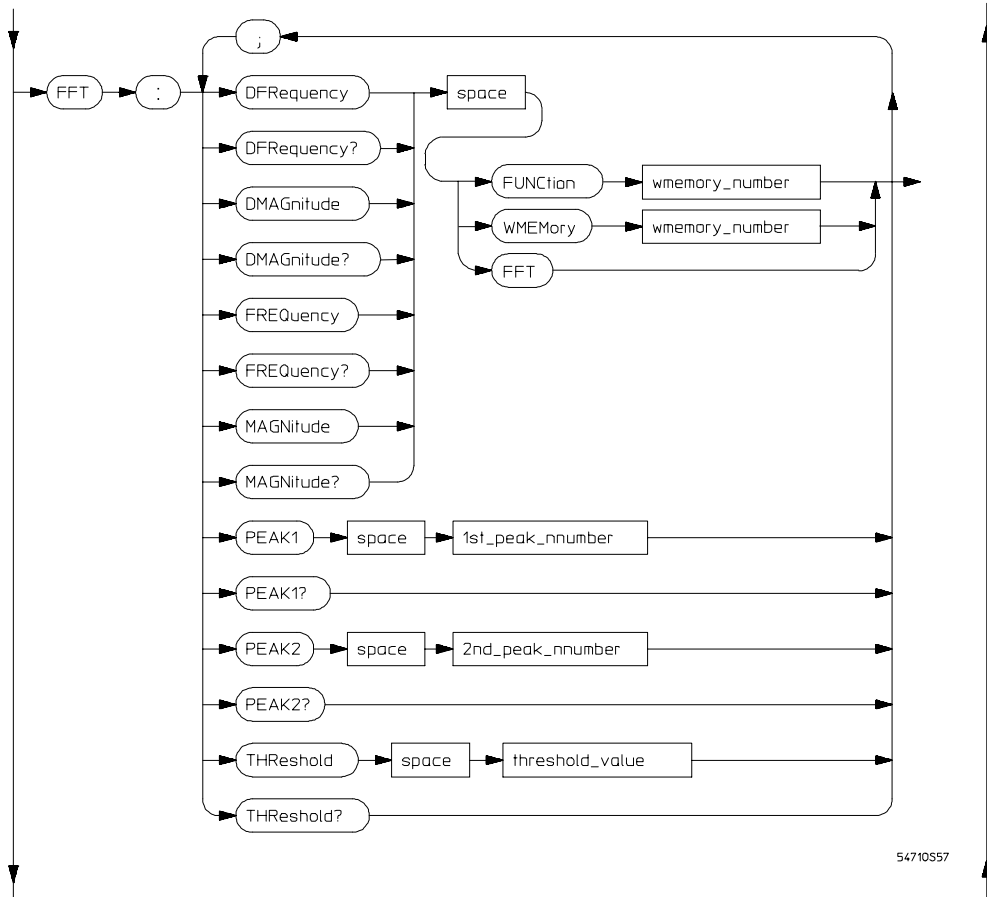 ;
FFT : DFRequency space
DFRequency?
FUNCtion wmemory_number
DMAGnitude
WMEMory wmemory_number
DMAGnitude?
FFT
FREQuency
FREQuency?
MAGNitude
MAGNitude?
PEAK1 space 1st_peak_nnumber
PEAK1?
PEAK2 space 2nd_peak_nnumber
PEAK2?
THReshold space threshold_value
THReshold?
54710S57